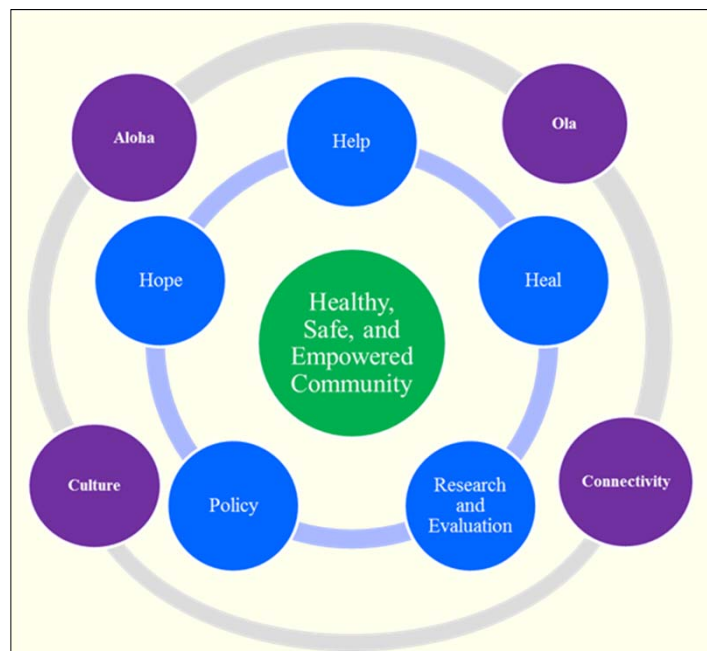 Aloha
Ola
Help
Hope
Heal
Healthy,
Safe, and
Empowered
Community
Culture
Connectivity
Policy
Research
and
Evaluation